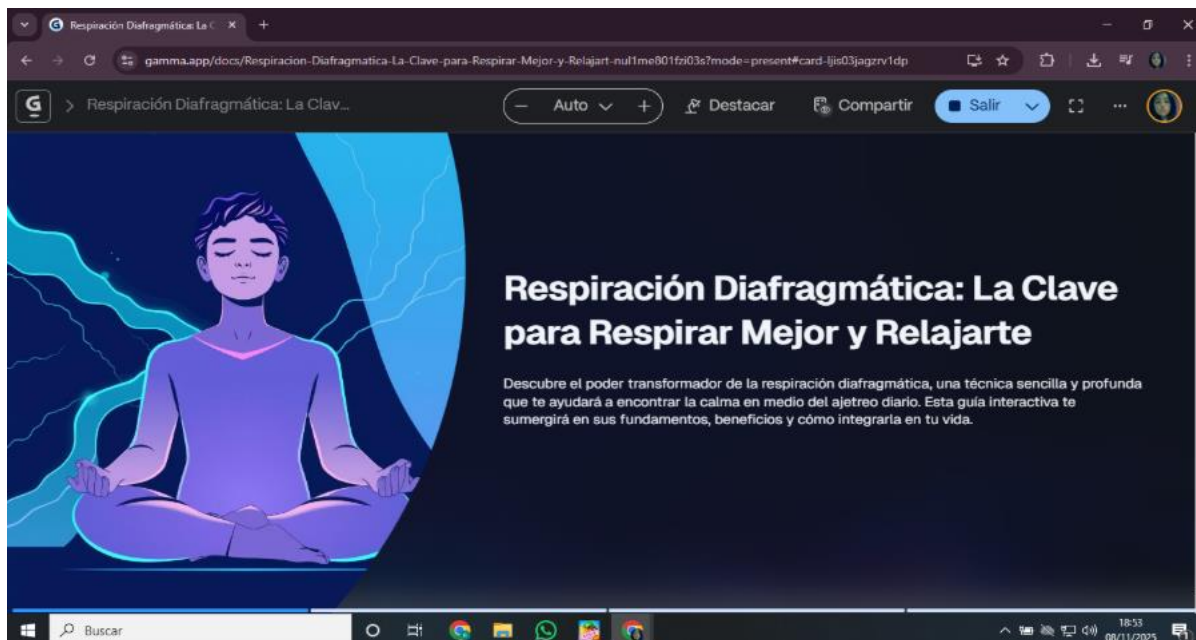 Respiración Diafragmática: La C
gamma.app/docs/Respiracion-Diafragmatica-La-Clave-para-Respirar-Mejor-y-Relajart-nul1me801fzi03s?mode=present#card-ljis03jagzrv1dp
Respiración Diafragmática: La Clav...
Auto
Destacar
Compartir
Salir
Respiración Diafragmática: La Clave
para Respirar Mejor y Relajarte
Descubre el poder transformador de la respiración diafragmática, una técnica sencilla y profunda
que te ayudará a encontrar la calma en medio del ajetreo diario. Esta guía interactiva te
sumergirá en sus fundamentos, beneficios y cómo integrarla en tu vida.
Buscar
18:53
08/11/2025